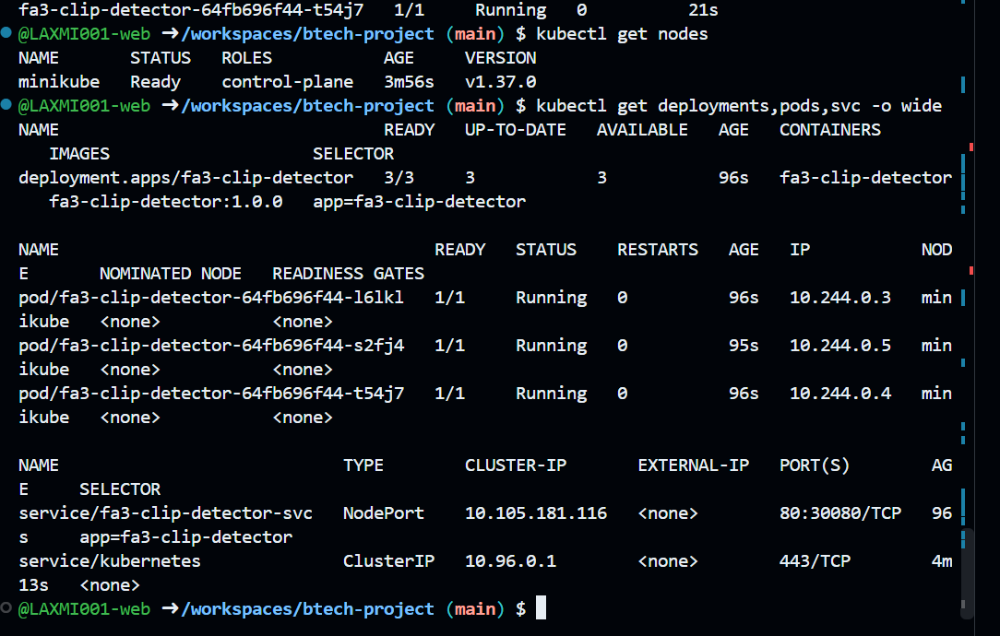 fa3-clip-detector-64fb696f44-t54j7   1/1     Running   0          21s
@LAXMI001-web ➜/workspaces/btech-project (main) $ kubectl get nodes
NAME       STATUS   ROLES           AGE     VERSION
minikube   Ready    control-plane   3m56s   v1.37.0
@LAXMI001-web ➜/workspaces/btech-project (main) $ kubectl get deployments,pods,svc -o wide
NAME                                READY   UP-TO-DATE   AVAILABLE   AGE   CONTAINERS
   IMAGES                    SELECTOR
deployment.apps/fa3-clip-detector   3/3     3            3           96s   fa3-clip-detector
   fa3-clip-detector:1.0.0   app=fa3-clip-detector

NAME                                     READY   STATUS    RESTARTS   AGE   IP           NOD
E       NOMINATED NODE   READINESS GATES
pod/fa3-clip-detector-64fb696f44-l6lkl   1/1     Running   0          96s   10.244.0.3   min
ikube   <none>           <none>
pod/fa3-clip-detector-64fb696f44-s2fj4   1/1     Running   0          95s   10.244.0.5   min
ikube   <none>           <none>
pod/fa3-clip-detector-64fb696f44-t54j7   1/1     Running   0          96s   10.244.0.4   min
ikube   <none>           <none>

NAME                            TYPE        CLUSTER-IP       EXTERNAL-IP   PORT(S)        AG
E     SELECTOR
service/fa3-clip-detector-svc   NodePort    10.105.181.116   <none>        80:30080/TCP   96
s     app=fa3-clip-detector
service/kubernetes              ClusterIP   10.96.0.1        <none>        443/TCP        4m
13s   <none>
@LAXMI001-web ➜/workspaces/btech-project (main) $